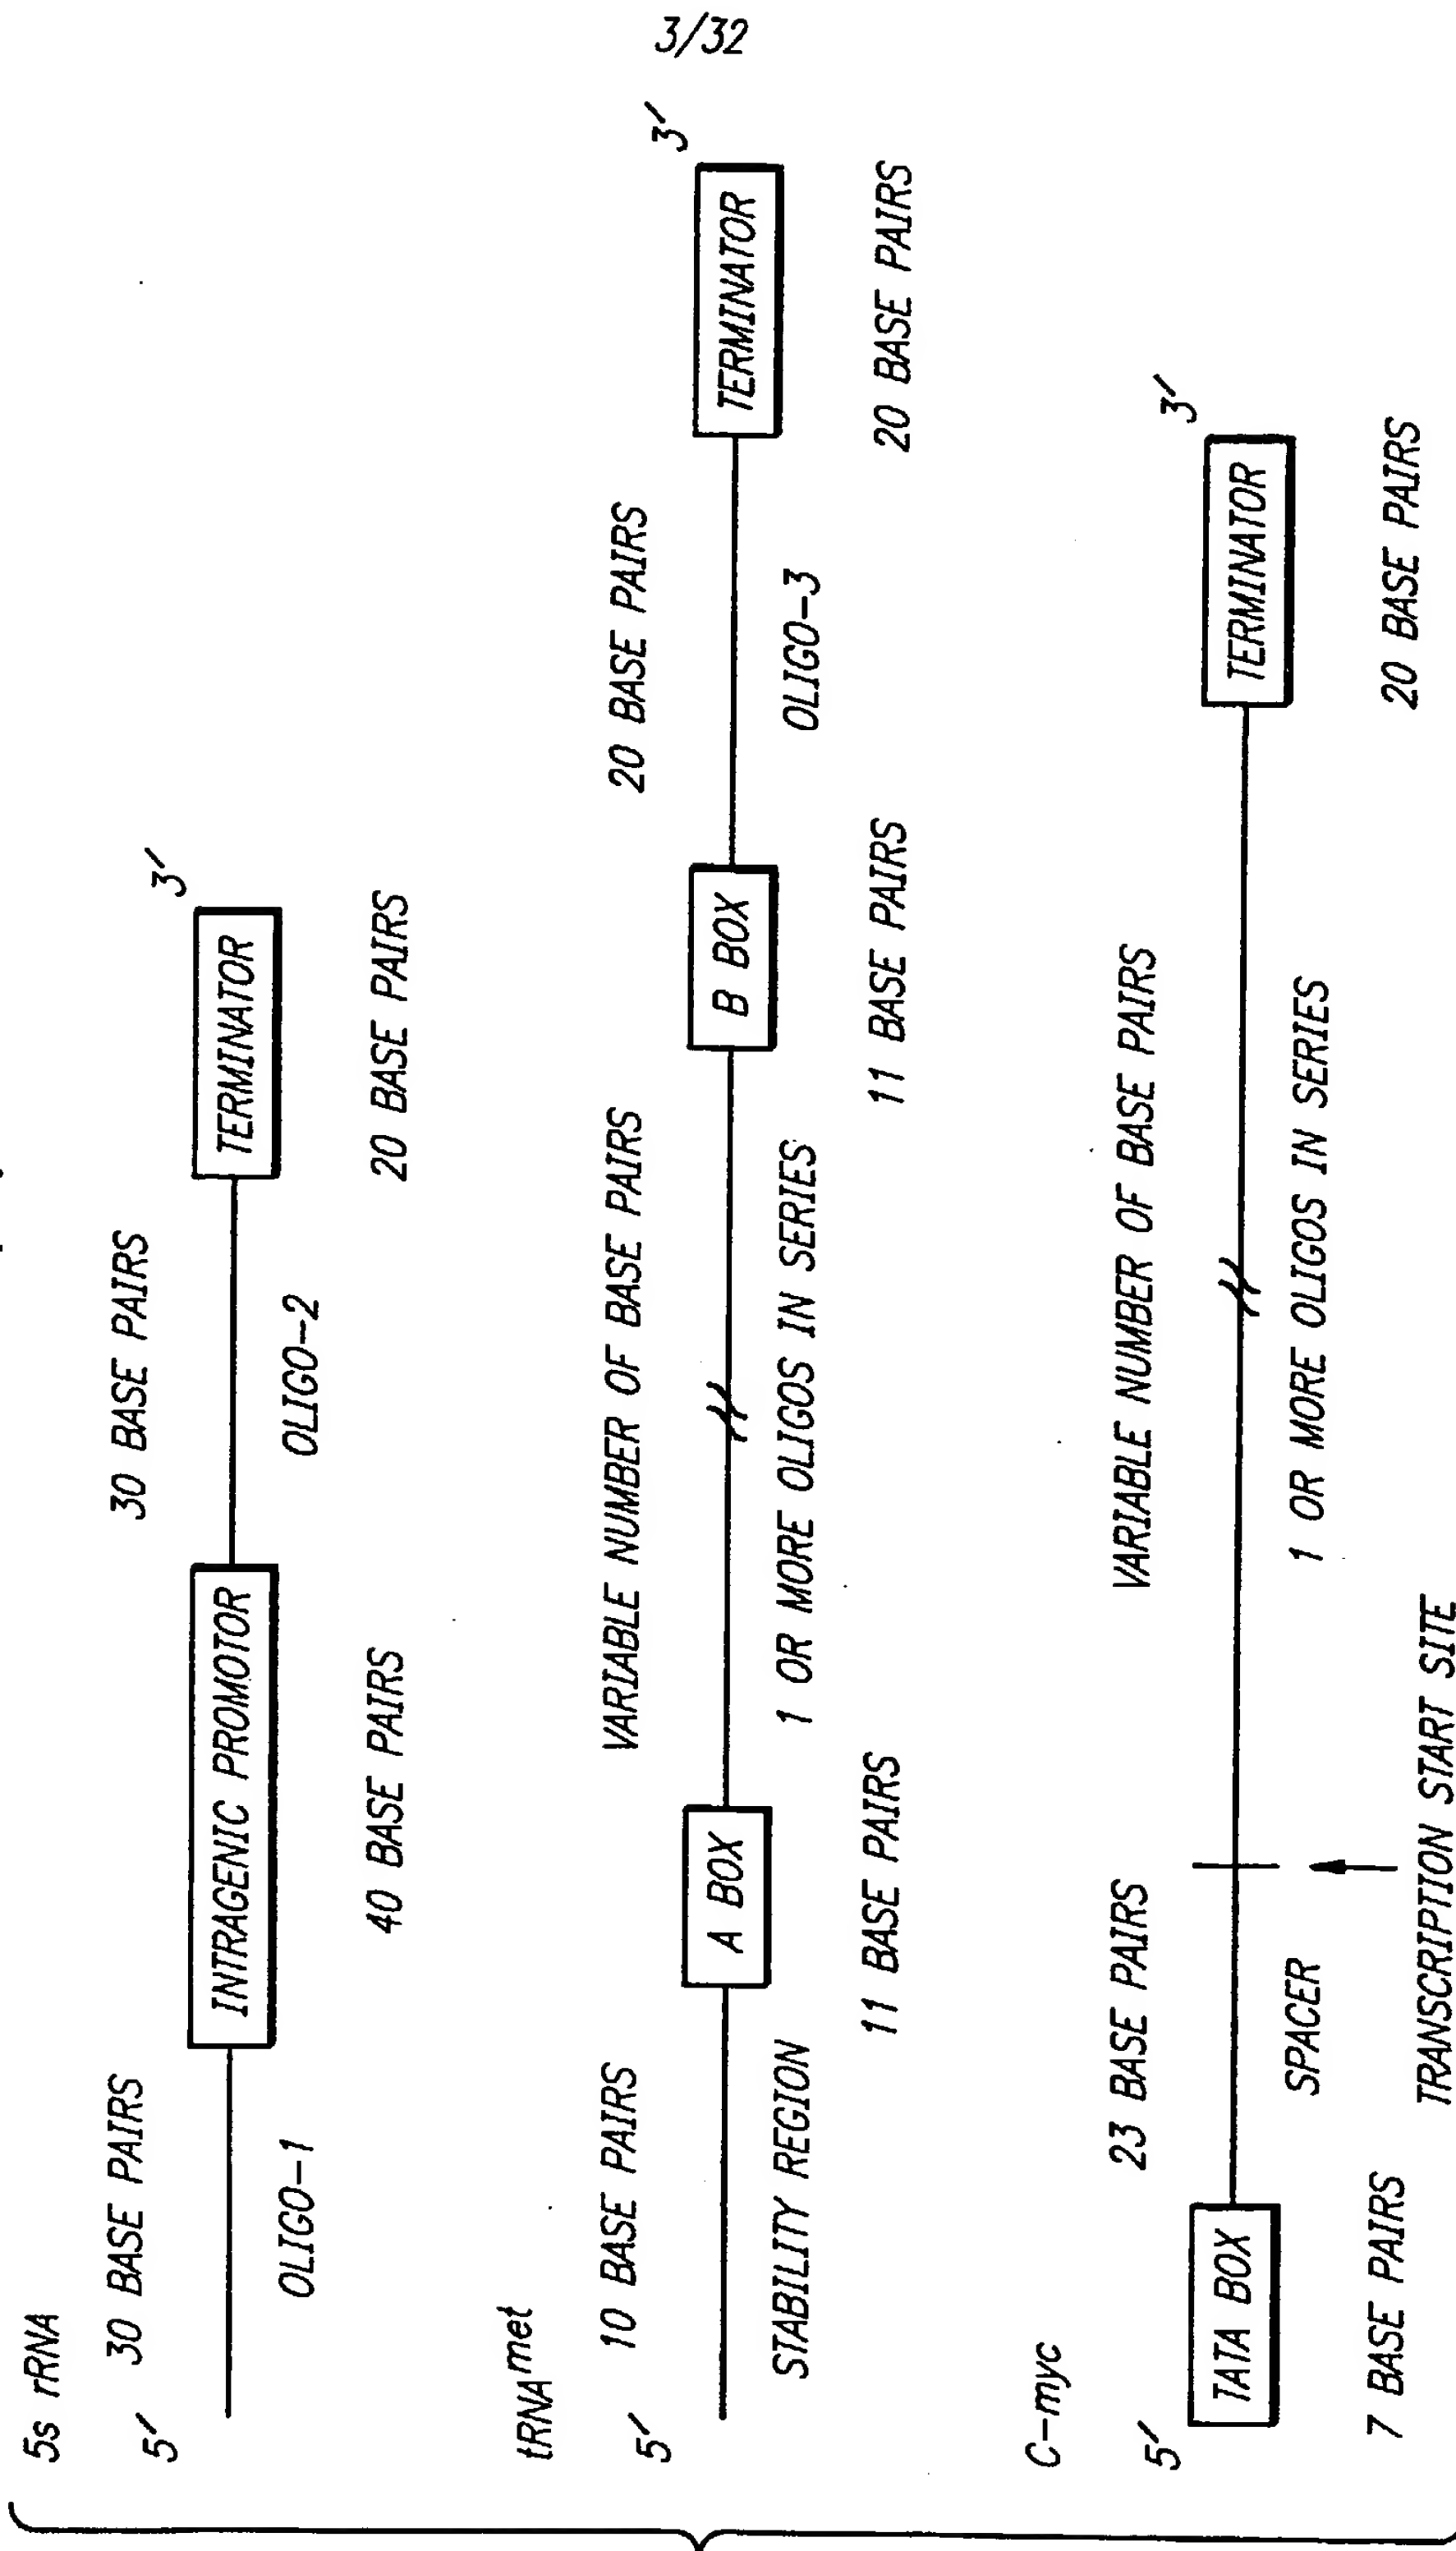 3/32
5s rRNA
30 BASE PAIRS
30 BASE PAIRS
5'
INTRAGENIC PROMOTOR
TERMINATOR
3'
OLIGO-1
OLIGO-2
40 BASE PAIRS
20 BASE PAIRS
tRNA met
10 BASE PAIRS
VARIABLE NUMBER OF BASE PAIRS
20 BASE PAIRS
5'
A BOX
B BOX
TERMINATOR
3'
STABILITY REGION
1 OR MORE OLIGOS IN SERIES
OLIGO-3
11 BASE PAIRS
11 BASE PAIRS
20 BASE PAIRS
C-myc
23 BASE PAIRS
VARIABLE NUMBER OF BASE PAIRS
5'
TATA BOX
TERMINATOR
3'
SPACER
1 OR MORE OLIGOS IN SERIES
7 BASE PAIRS
20 BASE PAIRS
TRANSCRIPTION START SITE